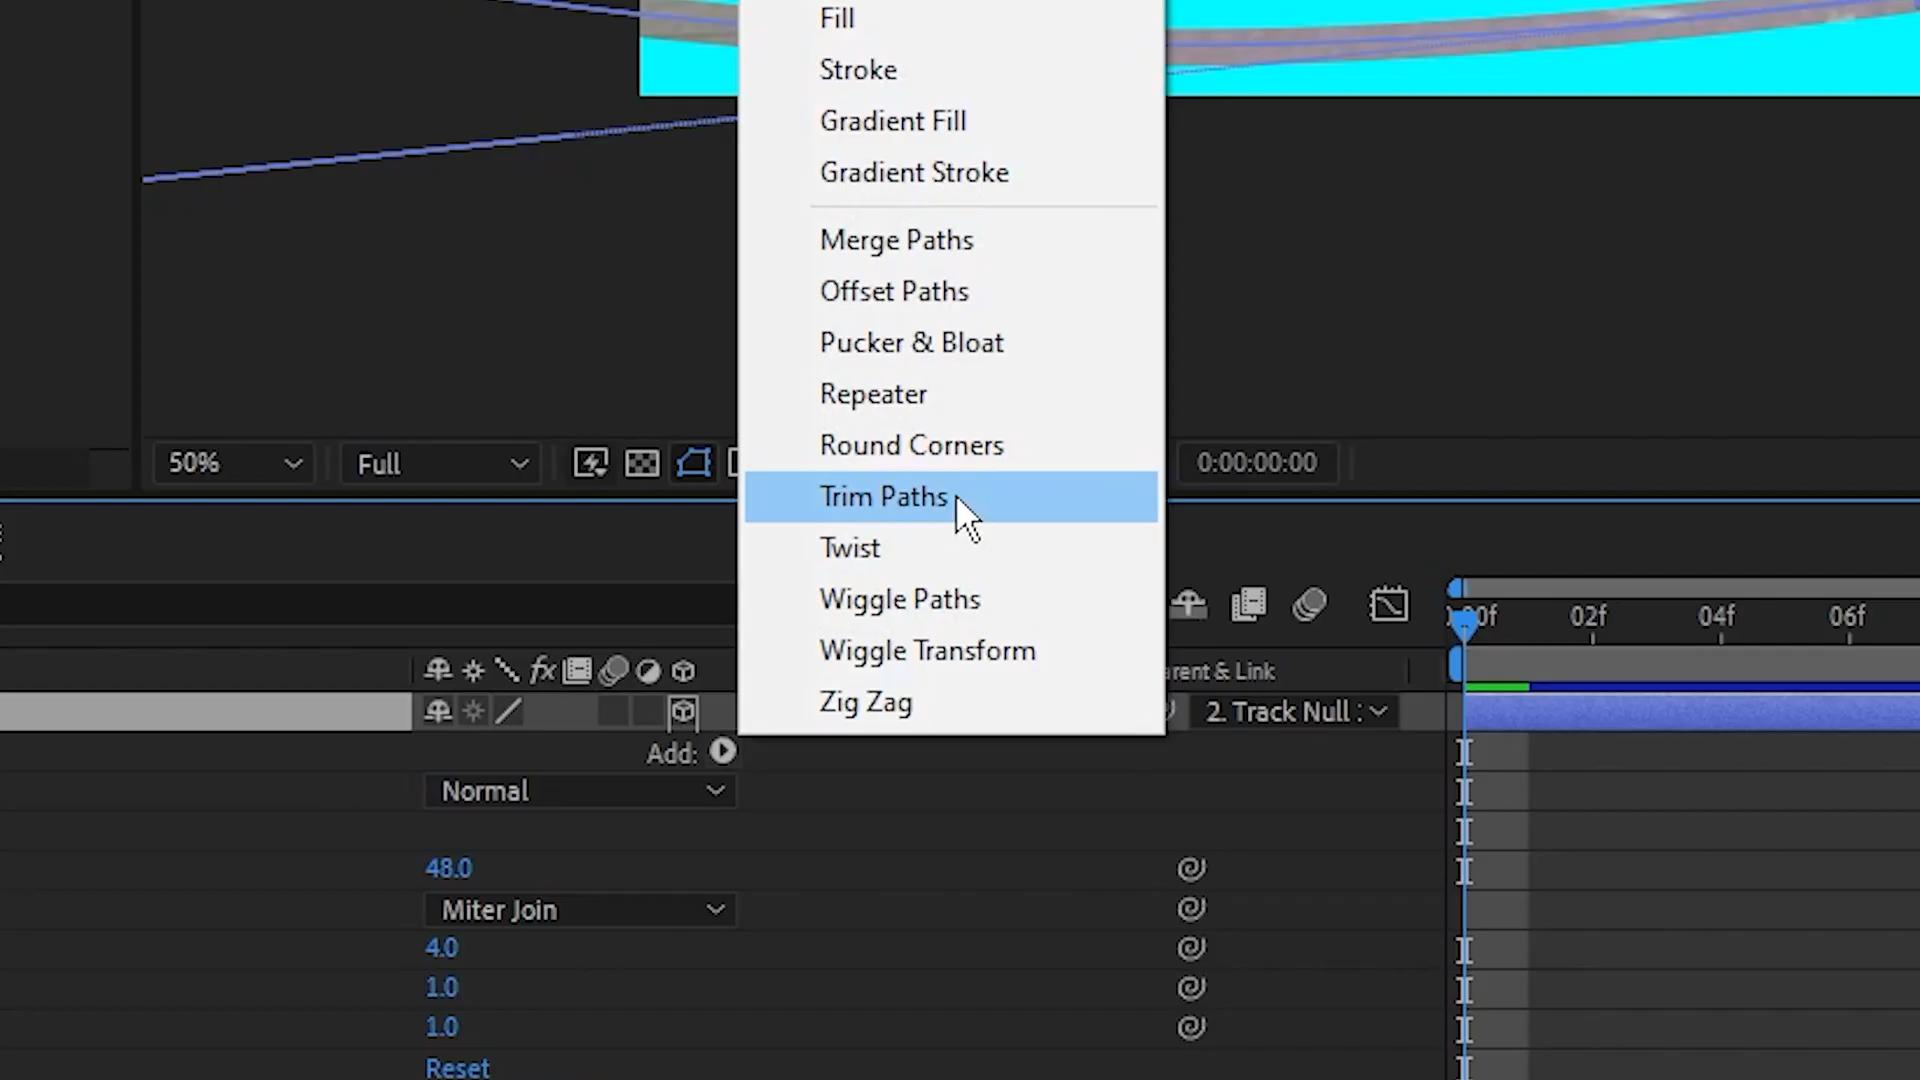 Fill
Stroke
Gradient Fill
Gradient Stroke
Merge Paths
Offset Paths
Pucker & Bloat
Repeater
Round Corners
Trim Paths
Twist
Wiggle Paths
Wiggle Transform
Zig Zag
50%
Full
0:00:00:00
00f 02f 04f 06f
fx
arent & Link
2. Track Null :
Add:
Normal
48.0
Miter Join
4.0
1.0
1.0
Reset